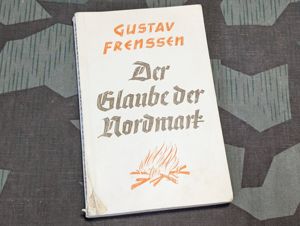 GUSTAV
FRENSSEN
Der
Glaube der
Nordmark